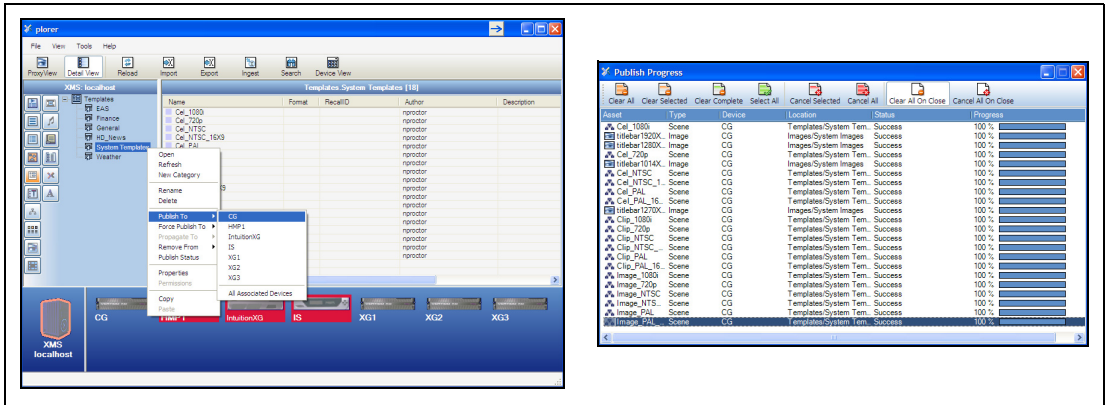 plorer
File View Tools Help
ProxyView Detail View Reload Import Export Ingest Search Device View
XMS: localhost
Templates
EAS
Finance
General
HD_News
System Templates
Weather
Templates.System Templates [18]
Name Format RecallID Author Description
Cel_1080i nproctor
Cel_720p nproctor
Cel_NTSC nproctor
Cel_NTSC_16X9 nproctor
Cel_PAL nproctor
nproctor
nproctor
nproctor
nproctor
nproctor
nproctor
nproctor
nproctor
nproctor
nproctor
nproctor
nproctor
nproctor
Open
Refresh
New Category
Rename
Delete
Publish To
Force Publish To
Propagate To
Remove From
Publish Status
Properties
Permissions
Copy
Paste
CG
HMP1
IntuitionXG
IS
XG1
XG2
XG3
All Associated Devices
XMS
localhost
CG HMP1 IntuitionXG IS XG1 XG2 XG3
Publish Progress
Clear All Clear Selected Clear Complete Select All Cancel Selected Cancel All Clear All On Close Cancel All On Close
Asset Type Device Location Status Progress
Cel_1080i Scene CG Templates/System Tem... Success 100 %
titlebar1920X... Image CG Images/System Images Success 100 %
titlebar1280X... Image CG Images/System Images Success 100 %
Cel_720p Scene CG Templates/System Tem... Success 100 %
titlebar1014X... Image CG Images/System Images Success 100 %
Cel_NTSC Scene CG Templates/System Tem... Success 100 %
Cel_NTSC_1... Scene CG Templates/System Tem... Success 100 %
Cel_PAL Scene CG Templates/System Tem... Success 100 %
Cel_PAL_16... Scene CG Templates/System Tem... Success 100 %
titlebar1270X... Image CG Images/System Images Success 100 %
Clip_1080i Scene CG Templates/System Tem... Success 100 %
Clip_720p Scene CG Templates/System Tem... Success 100 %
Clip_NTSC Scene CG Templates/System Tem... Success 100 %
Clip_NTSC_... Scene CG Templates/System Tem... Success 100 %
Clip_PAL Scene CG Templates/System Tem... Success 100 %
Clip_PAL_16... Scene CG Templates/System Tem... Success 100 %
Image_1080i Scene CG Templates/System Tem... Success 100 %
Image_720p Scene CG Templates/System Tem... Success 100 %
Image_NTSC Scene CG Templates/System Tem... Success 100 %
Image_NTS... Scene CG Templates/System Tem... Success 100 %
Image_PAL Scene CG Templates/System Tem... Success 100 %
Image_PAL_... Scene CG Templates/System Tem... Success 100 %